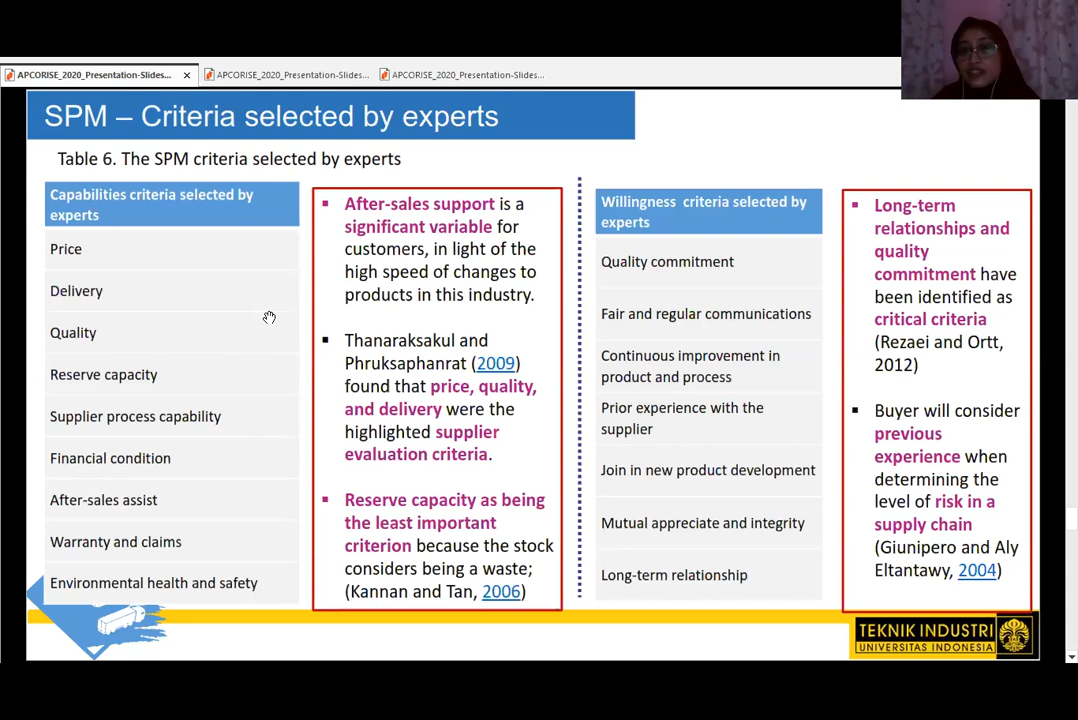 APCORISE_2020_Presentation-Slides...
APCORISE_2020_Presentation-Slides...
APCORISE_2020_Presentation-Slides...
SPM – Criteria selected by experts
Table 6. The SPM criteria selected by experts
Capabilities criteria selected by
experts
Price
Delivery
Quality
Reserve capacity
Supplier process capability
Financial condition
After-sales assist
Warranty and claims
Environmental health and safety
After-sales support is a
significant variable for
customers, in light of the
high speed of changes to
products in this industry.
Thanaraksakul and
Phruksaphanrat (2009)
found that price, quality,
and delivery were the
highlighted supplier
evaluation criteria.
Reserve capacity as being
the least important
criterion because the stock
considers being a waste;
(Kannan and Tan, 2006)
Willingness criteria selected by
experts
Quality commitment
Fair and regular communications
Continuous improvement in
product and process
Prior experience with the
supplier
Join in new product development
Mutual appreciate and integrity
Long-term relationship
Long-term
relationships and
quality
commitment have
been identified as
critical criteria
(Rezaei and Ortt,
2012)
Buyer will consider
previous
experience when
determining the
level of risk in a
supply chain
(Giunipero and Aly
Eltantawy, 2004)
TEKNIK INDUSTRI
UNIVERSITAS INDONESIA